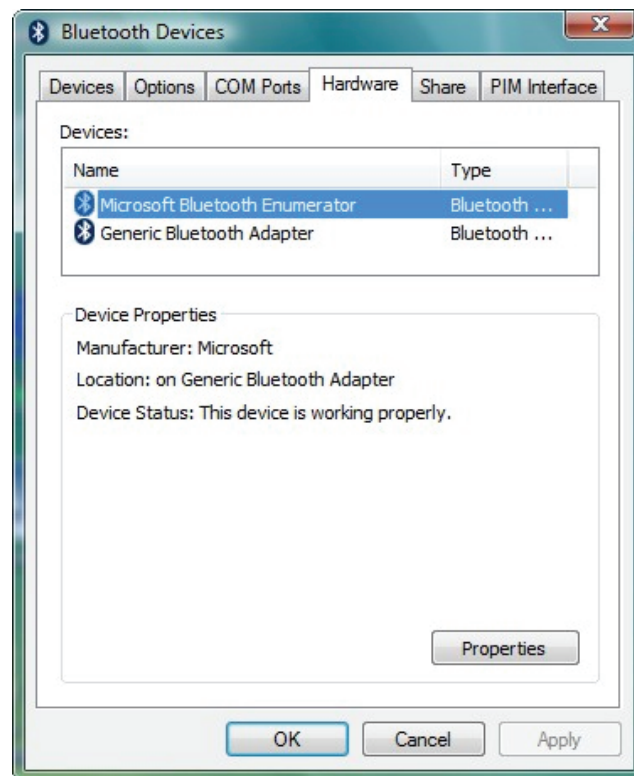 Bluetooth Devices
Devices Options COM Ports Hardware Share PIM Interface
Devices:
Name Type
Microsoft Bluetooth Enumerator Bluetooth ...
Generic Bluetooth Adapter Bluetooth ...
Device Properties
Manufacturer: Microsoft
Location: on Generic Bluetooth Adapter
Device Status: This device is working properly.
Properties
OK Cancel Apply